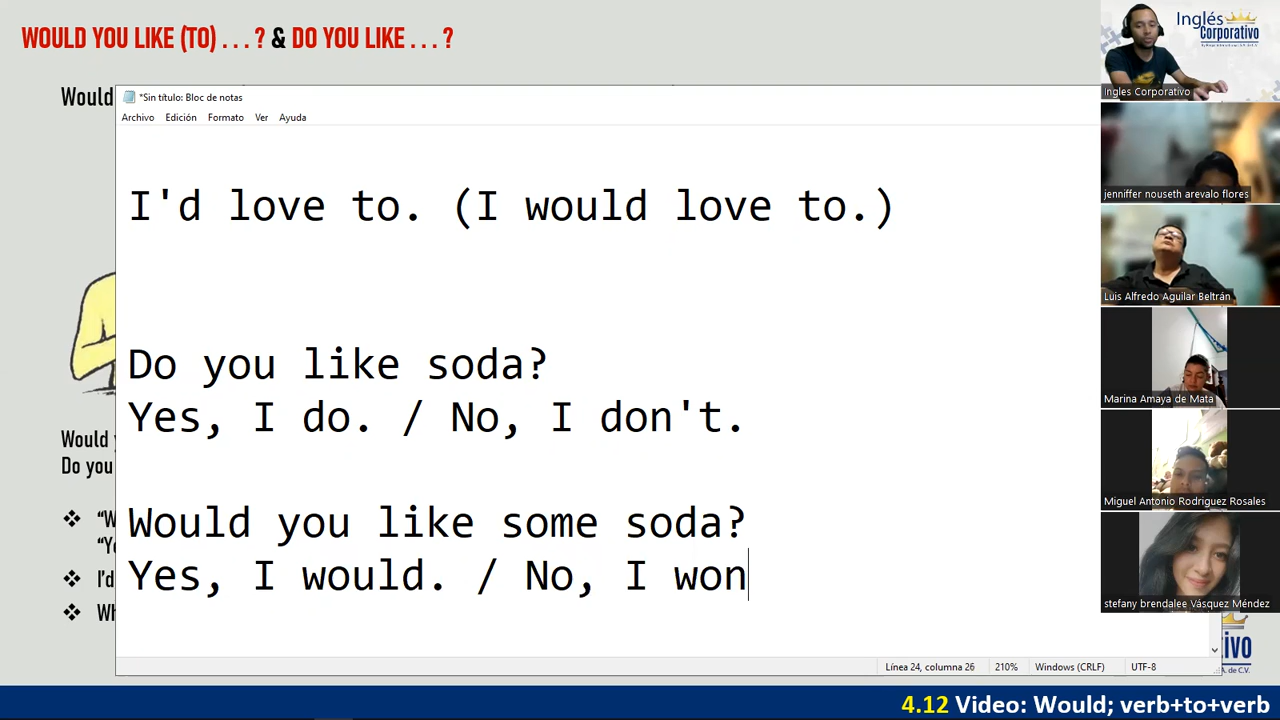 WOULD YOU LIKE (TO) . . . ? & DO YOU LIKE . . . ?
Would
*Sin título: Bloc de notas
Archivo Edición Formato Ver Ayuda
I'd love to. (I would love to.)
Do you like soda?
Yes, I do. / No, I don't.
Would you like some soda?
Yes, I would. / No, I won
Would
Do you
I'd
Línea 24, columna 26 210% Windows (CRLF) UTF-8
4.12 Video: Would; verb+to+verb
Inglés
Corporativo
Ingles Corporativo
jenniffer nouseth arevalo flores
Luis Alfredo Aguilar Beltrán
Marina Amaya de Mata
Miguel Antonio Rodriguez Rosales
stefany brendalee Vásquez Méndez